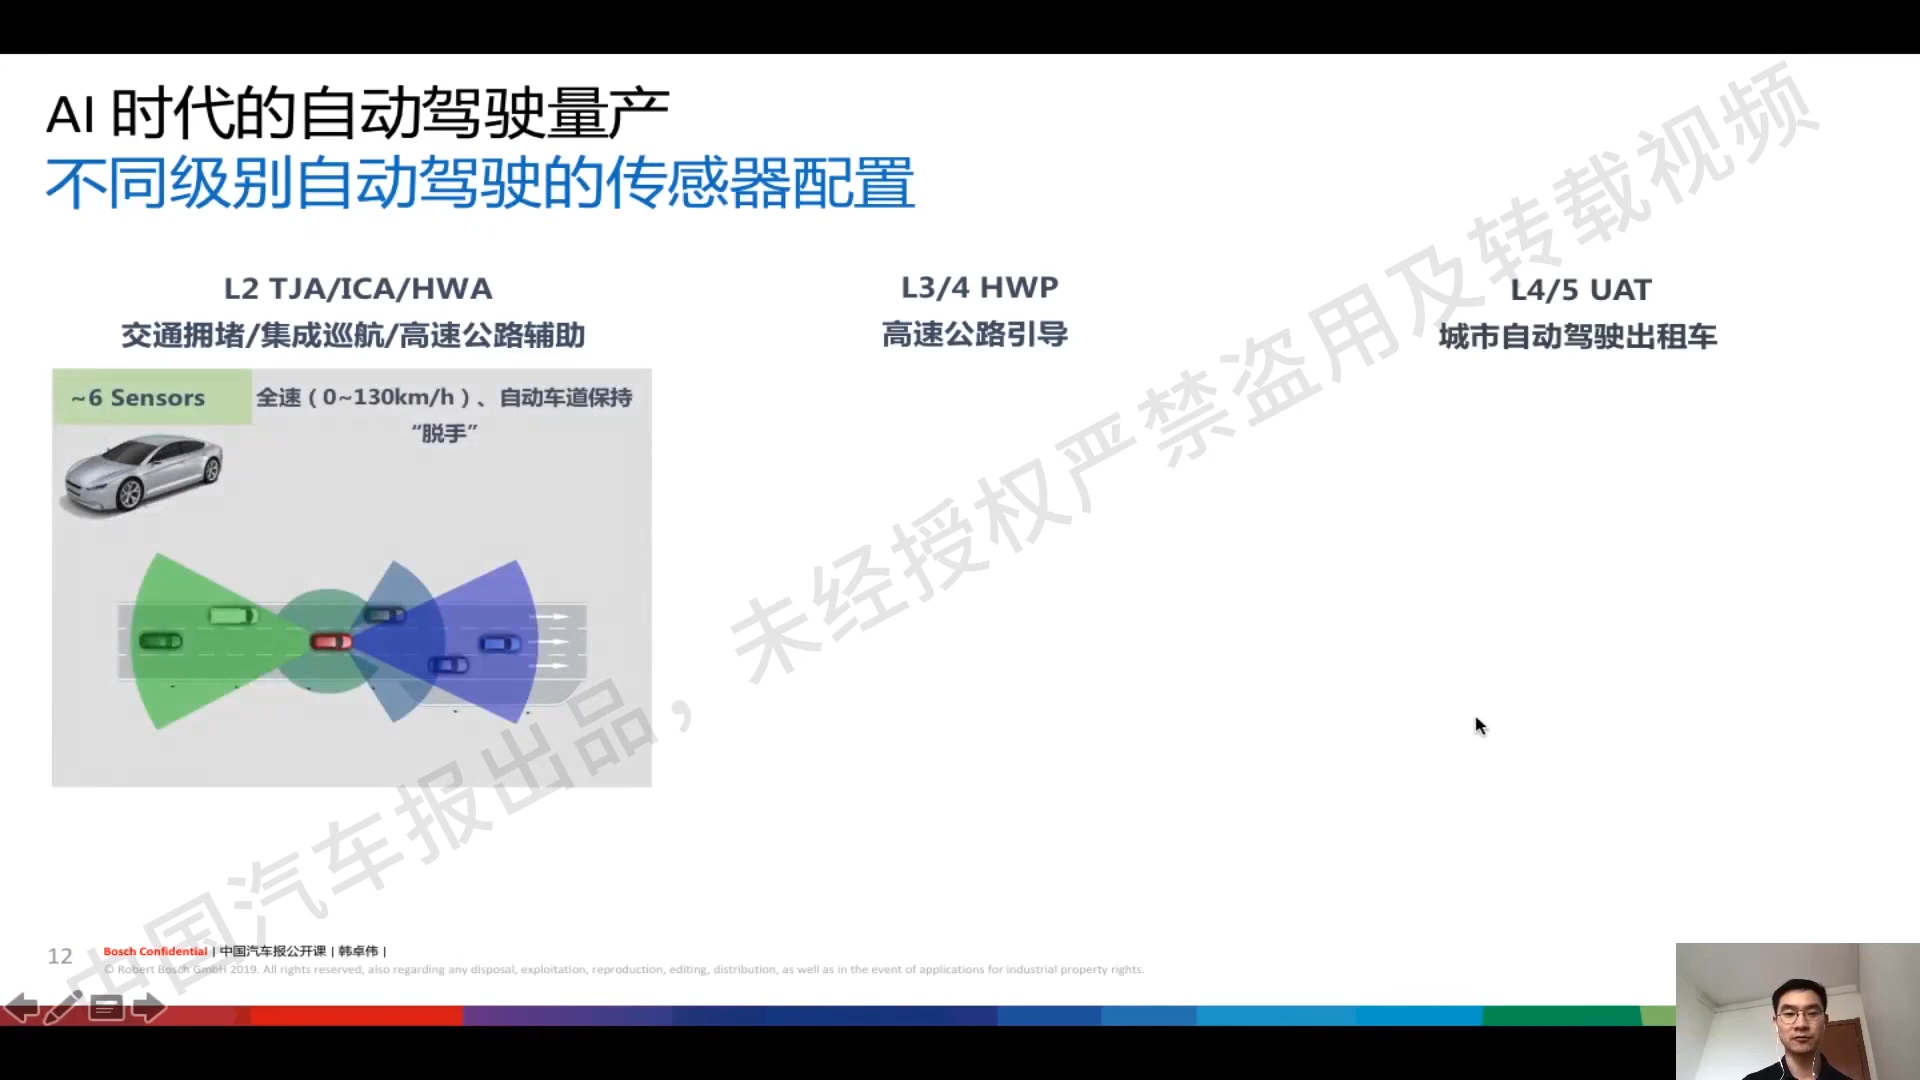 AI 时代的自动驾驶量产
不同级别自动驾驶的传感器配置
L2 TJA/ICA/HWA
交通拥堵/集成巡航/高速公路辅助
L3/4 HWP
高速公路引导
L4/5 UAT
城市自动驾驶出租车
~6 Sensors
全速（0~130km/h）、自动车道保持
“脱手”
中国汽车报出品，未经授权严禁盗用及转载视频
12
Bosch Confidential | 中国汽车报公开课 | 韩卓伟 |
© Robert Bosch GmbH 2019. All rights reserved, also regarding any disposal, exploitation, reproduction, editing, distribution, as well as in the event of applications for industrial property rights.